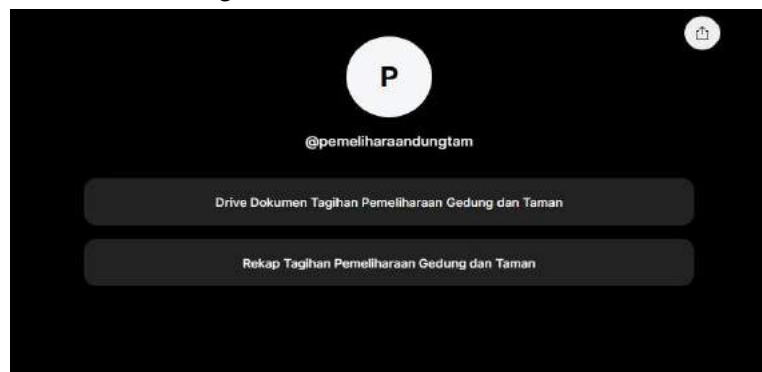 P
@pemeliharaandungtam
Drive Dokumen Tagihan Pemeliharaan Gedung dan Taman
Rekap Tagihan Pemeliharaan Gedung dan Taman